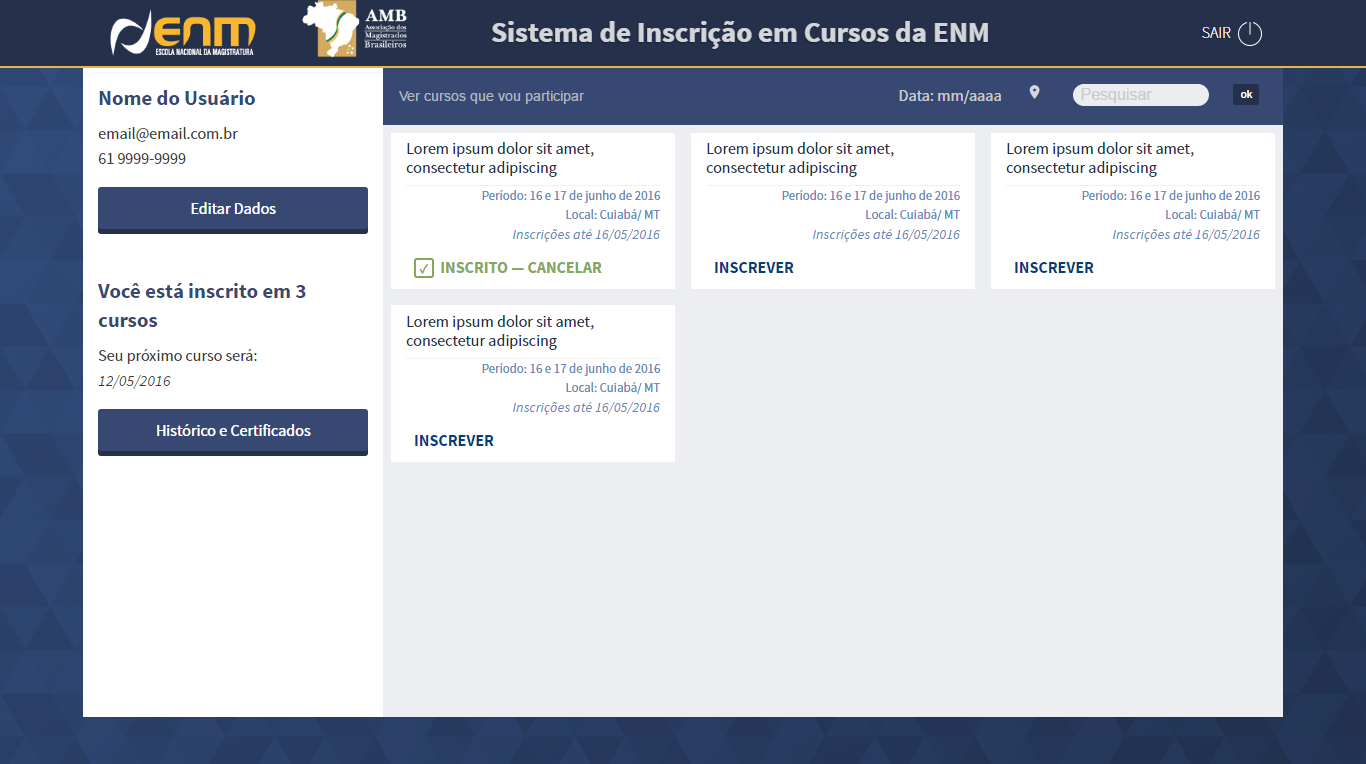 ENM
ESCOLA NACIONAL DA MAGISTRATURA
AMB
Associação dos
Magistrados
Brasileiros
Sistema de Inscrição em Cursos da ENM
SAIR
Nome do Usuário
email@email.com.br
61 9999-9999
Editar Dados
Você está inscrito em 3
cursos
Seu próximo curso será:
12/05/2016
Histórico e Certificados
Ver cursos que vou participar
Data: mm/aaaa
Pesquisar
ok
Lorem ipsum dolor sit amet,
consectetur adipiscing
Período: 16 e 17 de junho de 2016
Local: Cuiabá/ MT
Inscrições até 16/05/2016
INSCRITO — CANCELAR
Lorem ipsum dolor sit amet,
consectetur adipiscing
Período: 16 e 17 de junho de 2016
Local: Cuiabá/ MT
Inscrições até 16/05/2016
INSCREVER
Lorem ipsum dolor sit amet,
consectetur adipiscing
Período: 16 e 17 de junho de 2016
Local: Cuiabá/ MT
Inscrições até 16/05/2016
INSCREVER
Lorem ipsum dolor sit amet,
consectetur adipiscing
Período: 16 e 17 de junho de 2016
Local: Cuiabá/ MT
Inscrições até 16/05/2016
INSCREVER